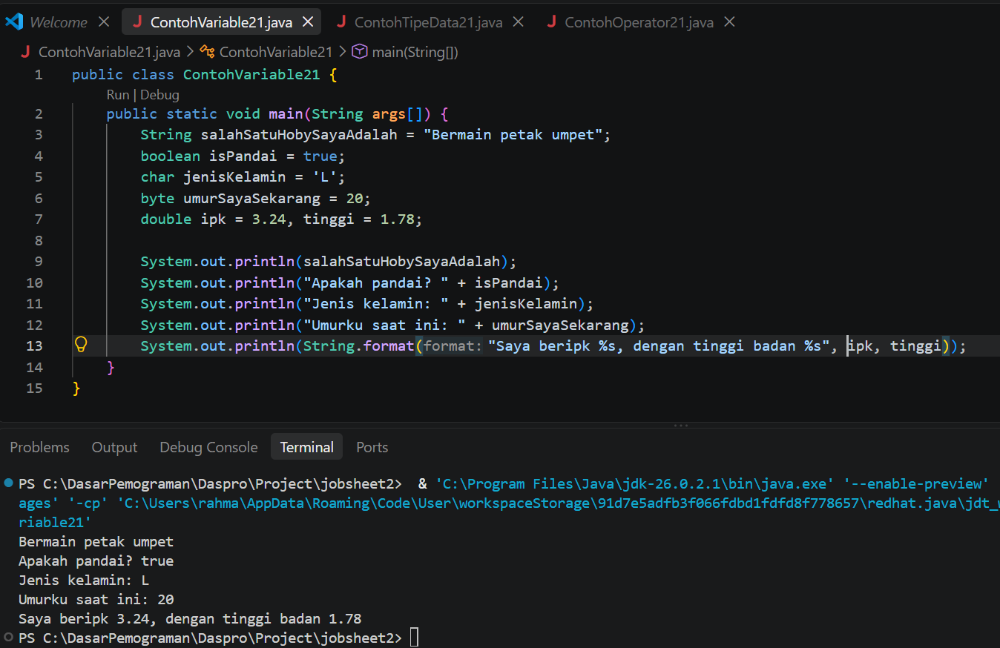 Welcome ContohVariable21.java ContohTipeData21.java ContohOperator21.java
ContohVariable21.java > ContohVariable21 > main(String[])
1 public class ContohVariable21 {
Run | Debug
2 public static void main(String args[]) {
3 String salahSatuHobySayaAdalah = "Bermain petak umpet";
4 boolean isPandai = true;
5 char jenisKelamin = 'L';
6 byte umurSayaSekarang = 20;
7 double ipk = 3.24, tinggi = 1.78;
8
9 System.out.println(salahSatuHobySayaAdalah);
10 System.out.println("Apakah pandai? " + isPandai);
11 System.out.println("Jenis kelamin: " + jenisKelamin);
12 System.out.println("Umurku saat ini: " + umurSayaSekarang);
13 System.out.println(String.format(format: "Saya beripk %s, dengan tinggi badan %s", ipk, tinggi));
14 }
15 }
Problems Output Debug Console Terminal Ports
PS C:\DasarPemograman\Daspro\Project\jobsheet2> & 'C:\Program Files\Java\jdk-26.0.2.1\bin\java.exe' '--enable-preview'
ages' '-cp' 'C:\Users\rahma\AppData\Roaming\Code\User\workspaceStorage\91d7e5adfb3f066fdbd1fdfd8f778657\redhat.java\jdt_w
riable21'
Bermain petak umpet
Apakah pandai? true
Jenis kelamin: L
Umurku saat ini: 20
Saya beripk 3.24, dengan tinggi badan 1.78
PS C:\DasarPemograman\Daspro\Project\jobsheet2>